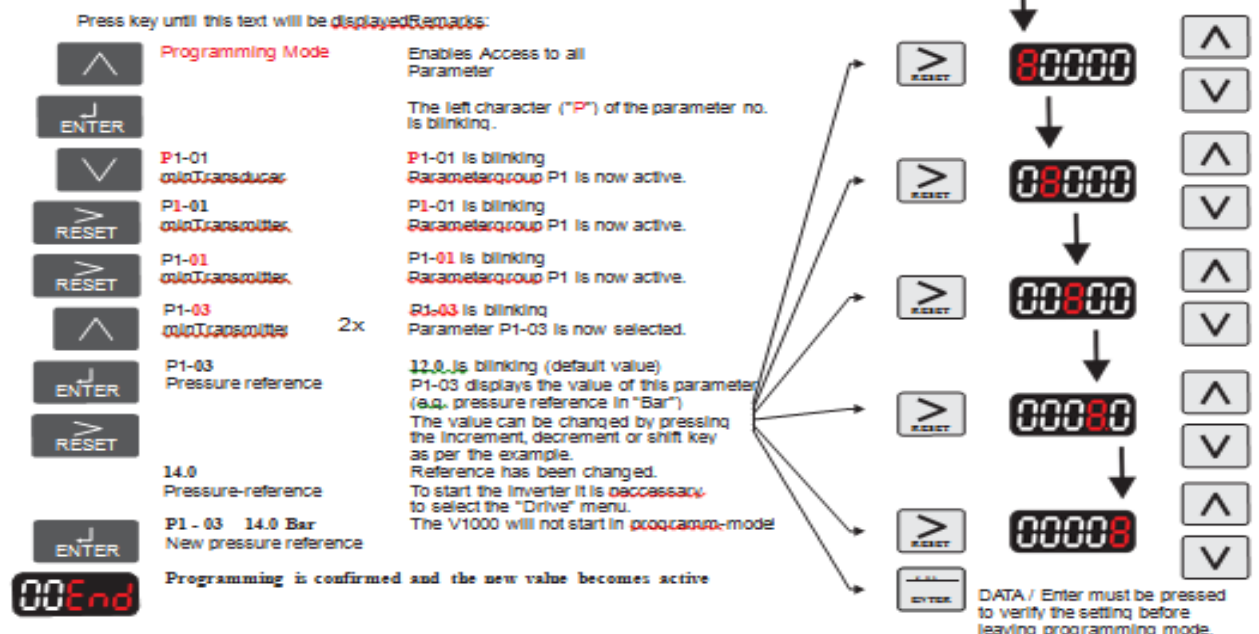 Press key until this text will be displayedRemarks:
Programming Mode
Enables Access to all
Parameter
ENTER
The left character ("P") of the parameter no.
is blinking.
P1-01
minTransducer
P1-01 is blinking
Parametergroup P1 is now active.
>
RESET
P1-01
minTransmitter
P1-01 is blinking
Parametergroup P1 is now active.
>
RESET
P1-01
minTransmitter
P1-01 is blinking
Parametergroup P1 is now active.
P1-03
minTransmitter
2x
P1-03 is blinking
Parameter P1-03 is now selected.
ENTER
P1-03
Pressure reference
12.0 is blinking (default value)
P1-03 displays the value of this parameter
(e.g. pressure reference in "Bar")
>
RESET
The value can be changed by pressing
the increment, decrement or shift key
as per the example.
14.0
Pressure-reference
Reference has been changed.
To start the inverter it is neccessary
to select the "Drive" menu.
ENTER
P1 - 03 14.0 Bar
New pressure reference
The V1000 will not start in programm-mode!
00End
Programming is confirmed and the new value becomes active
>
RESET
80000
>
RESET
08000
>
RESET
00800
>
RESET
0008.0
>
RESET
00008
ENTER
DATA / Enter must be pressed
to verify the setting before
leaving programming mode.